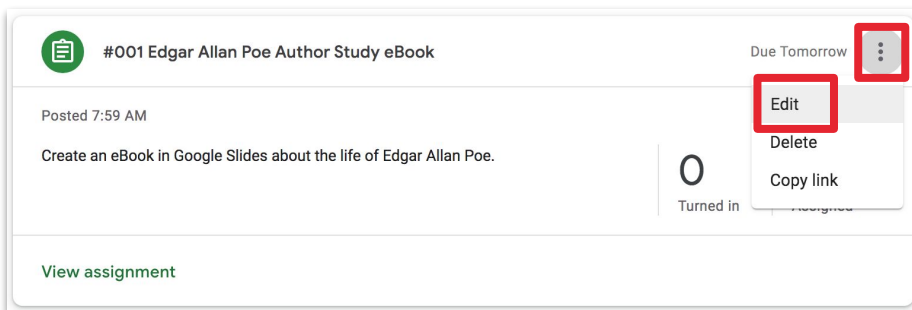 #001 Edgar Allan Poe Author Study eBook
Due Tomorrow
Posted 7:59 AM
Create an eBook in Google Slides about the life of Edgar Allan Poe.
0
Turned in
Assigned
Edit
Delete
Copy link
View assignment